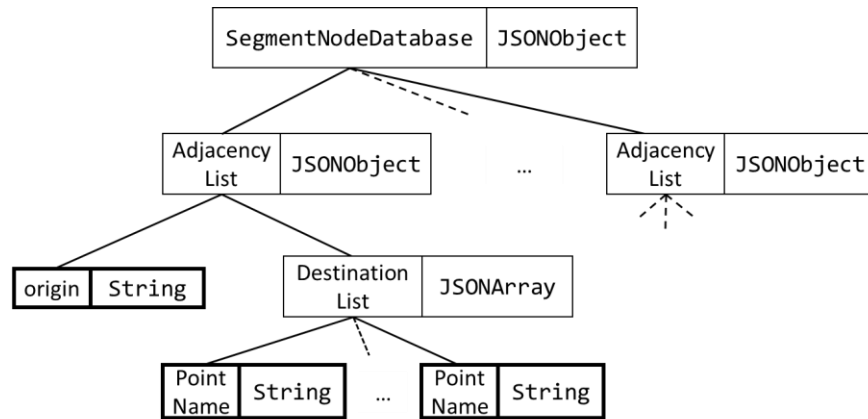 SegmentNodeDatabase JSONObject
Adjacency
List
JSONObject
...
Adjacency
List
JSONObject
origin String
Destination
List
JSONArray
Point
Name
String
...
Point
Name
String